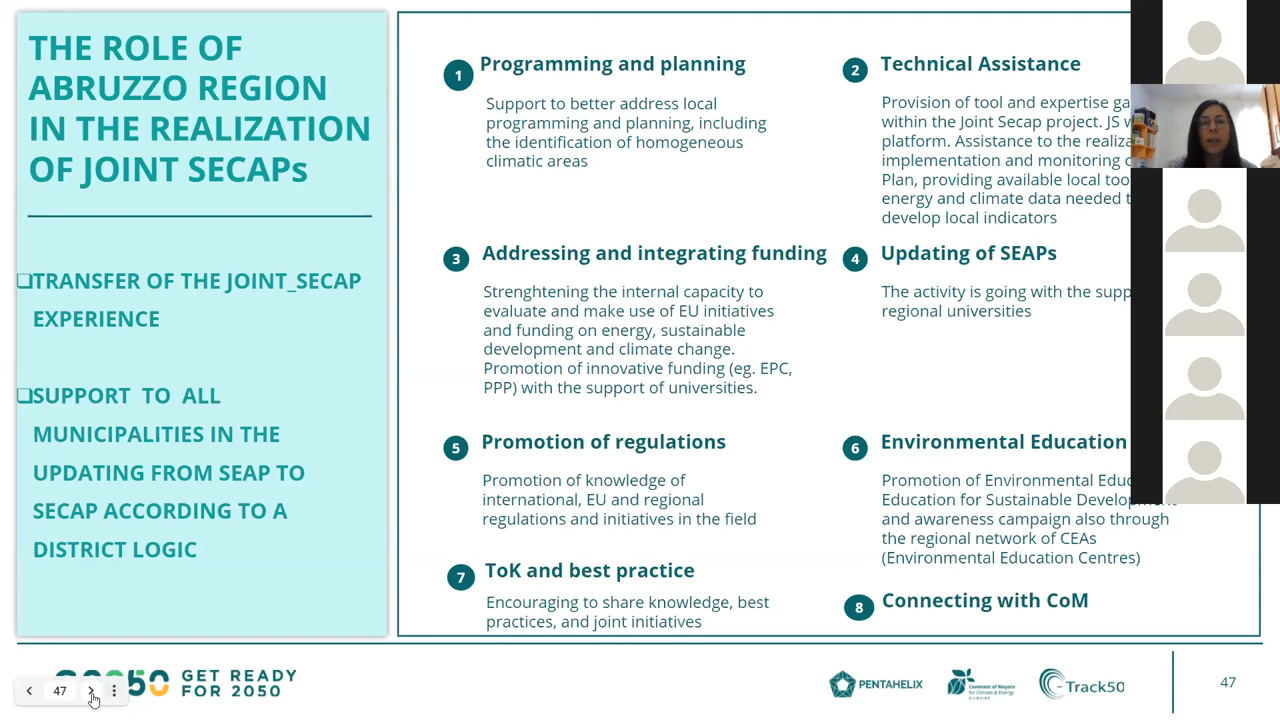 THE ROLE OF
ABRUZZO REGION
IN THE REALIZATION
OF JOINT SECAPs
TRANSFER OF THE JOINT_SECAP
EXPERIENCE
SUPPORT TO ALL
MUNICIPALITIES IN THE
UPDATING FROM SEAP TO
SECAP ACCORDING TO A
DISTRICT LOGIC
1 Programming and planning
Support to better address local
programming and planning, including
the identification of homogeneous
climatic areas
2 Technical Assistance
Provision of tool and expertise
within the Joint Secap project. JS
platform. Assistance to the
implementation and monitoring
Plan, providing available local
energy and climate data needed
develop local indicators
3 Addressing and integrating funding
Strenghtening the internal capacity to
evaluate and make use of EU initiatives
and funding on energy, sustainable
development and climate change.
Promotion of innovative funding (eg. EPC,
PPP) with the support of universities.
4 Updating of SEAPs
The activity is going with the
regional universities
5 Promotion of regulations
Promotion of knowledge of
international, EU and regional
regulations and initiatives in the field
6 Environmental Education
Promotion of Environmental
Education for Sustainable
and awareness campaign also through
the regional network of CEAs
(Environmental Education Centres)
7 ToK and best practice
Encouraging to share knowledge, best
practices, and joint initiatives
8 Connecting with CoM
47
GET READY
FOR 2050
PENTAHELIX
Covenant of Mayors
for Climate & Energy
EUROPE
C-Track50
47